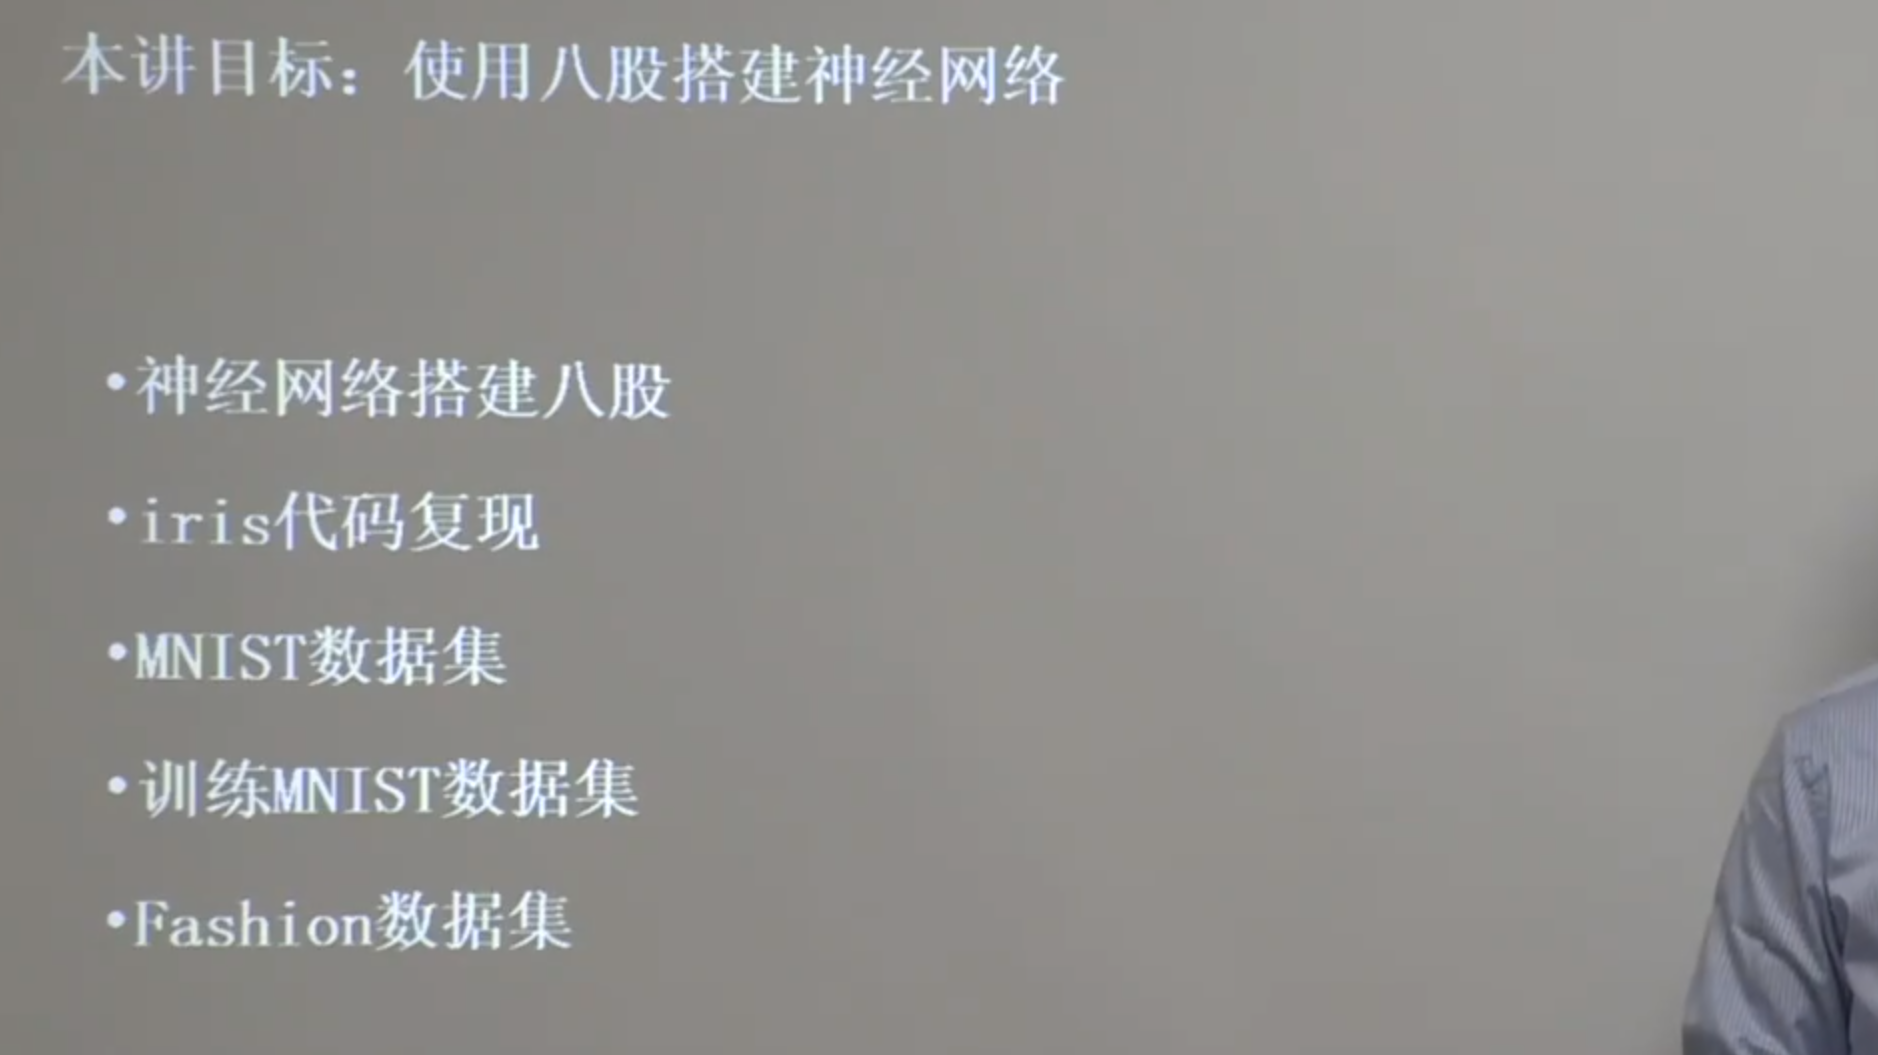 本讲目标：使用八股搭建神经网络
•神经网络搭建八股
•iris代码复现
•MNIST数据集
•训练MNIST数据集
•Fashion数据集